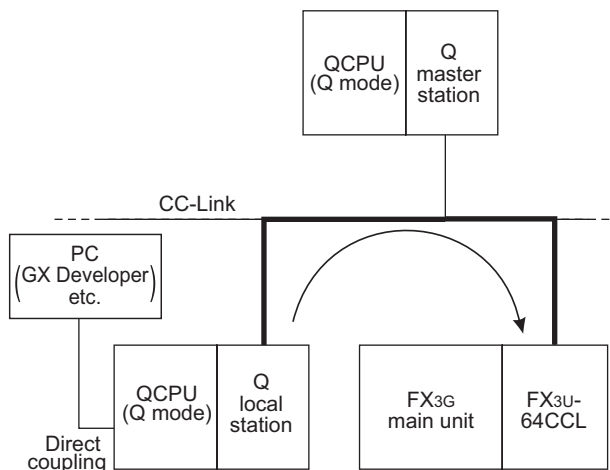 QCPU
(Q mode)
Q
master
station
CC-Link
PC
(GX Developer)
etc.
QCPU
(Q mode)
Q
local
station
FX3G
main unit
FX3U-
64CCL
Direct
coupling